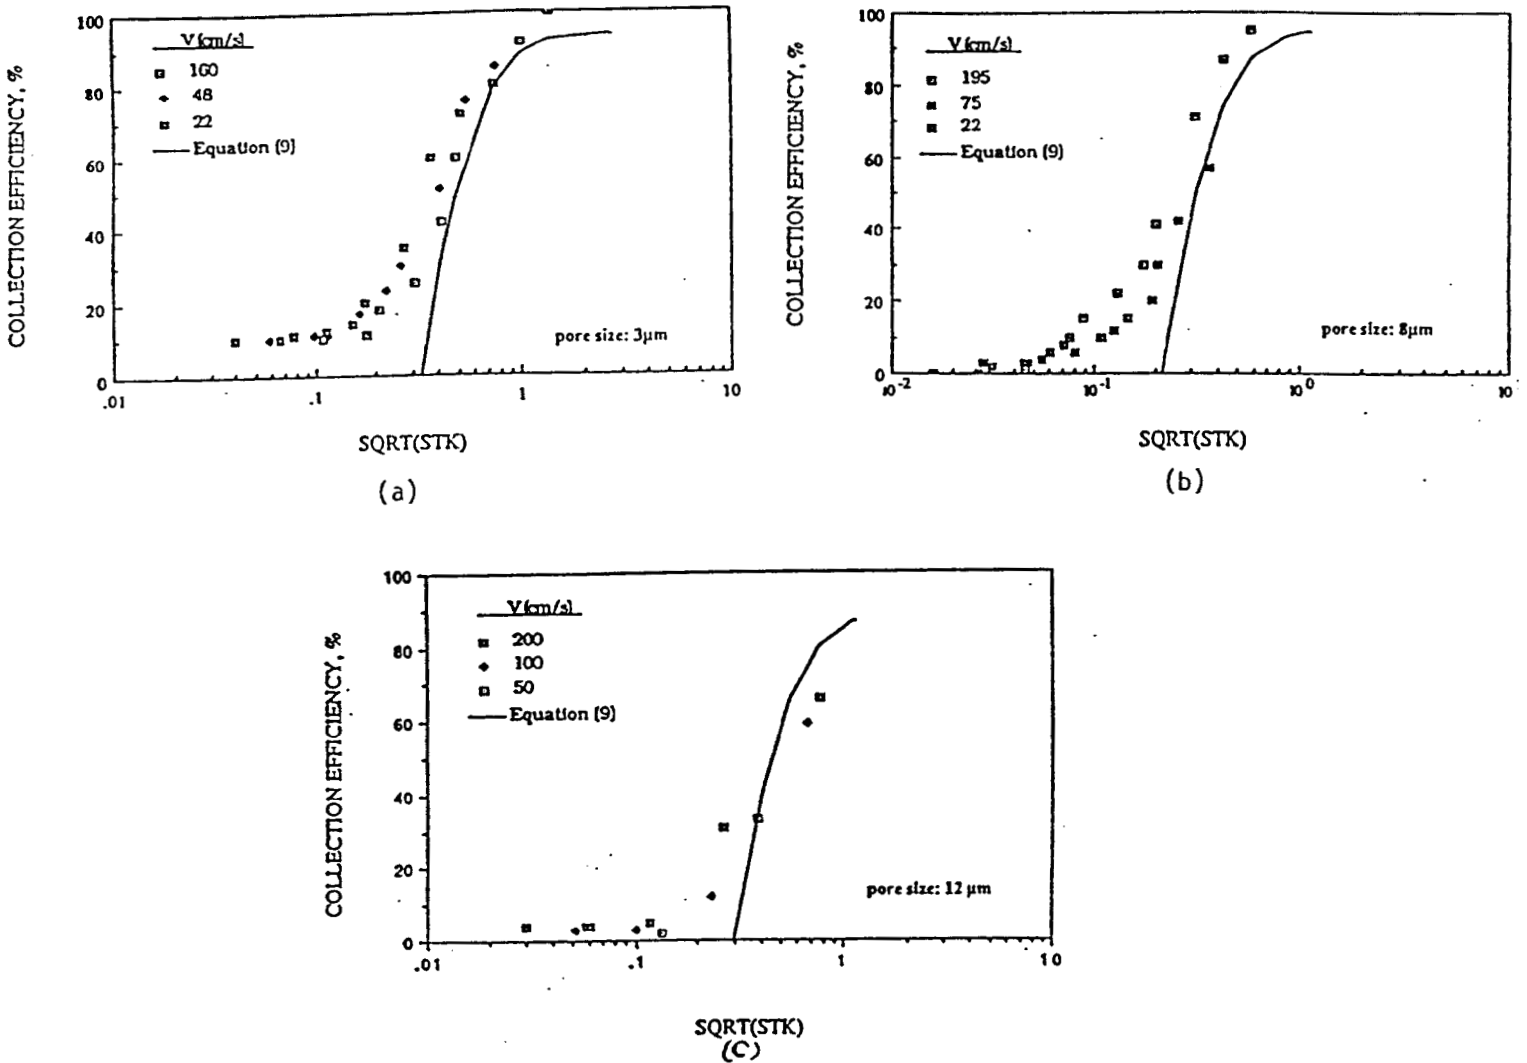 COLLECTION EFFICIENCY, %
100
80
60
40
20
0
V (cm/s)
160
48
22
Equation (9)
pore size: 3µm
.01
.1
1
10
SQRT(STK)
(a)
COLLECTION EFFICIENCY, %
100
80
60
40
20
0
V (cm/s)
195
75
22
Equation (9)
pore size: 8µm
10-2
10-1
100
10
SQRT(STK)
(b)
COLLECTION EFFICIENCY, %
100
80
60
40
20
0
V (cm/s)
200
100
50
Equation (9)
pore size: 12 µm
.01
.1
1
10
SQRT(STK)
(C)